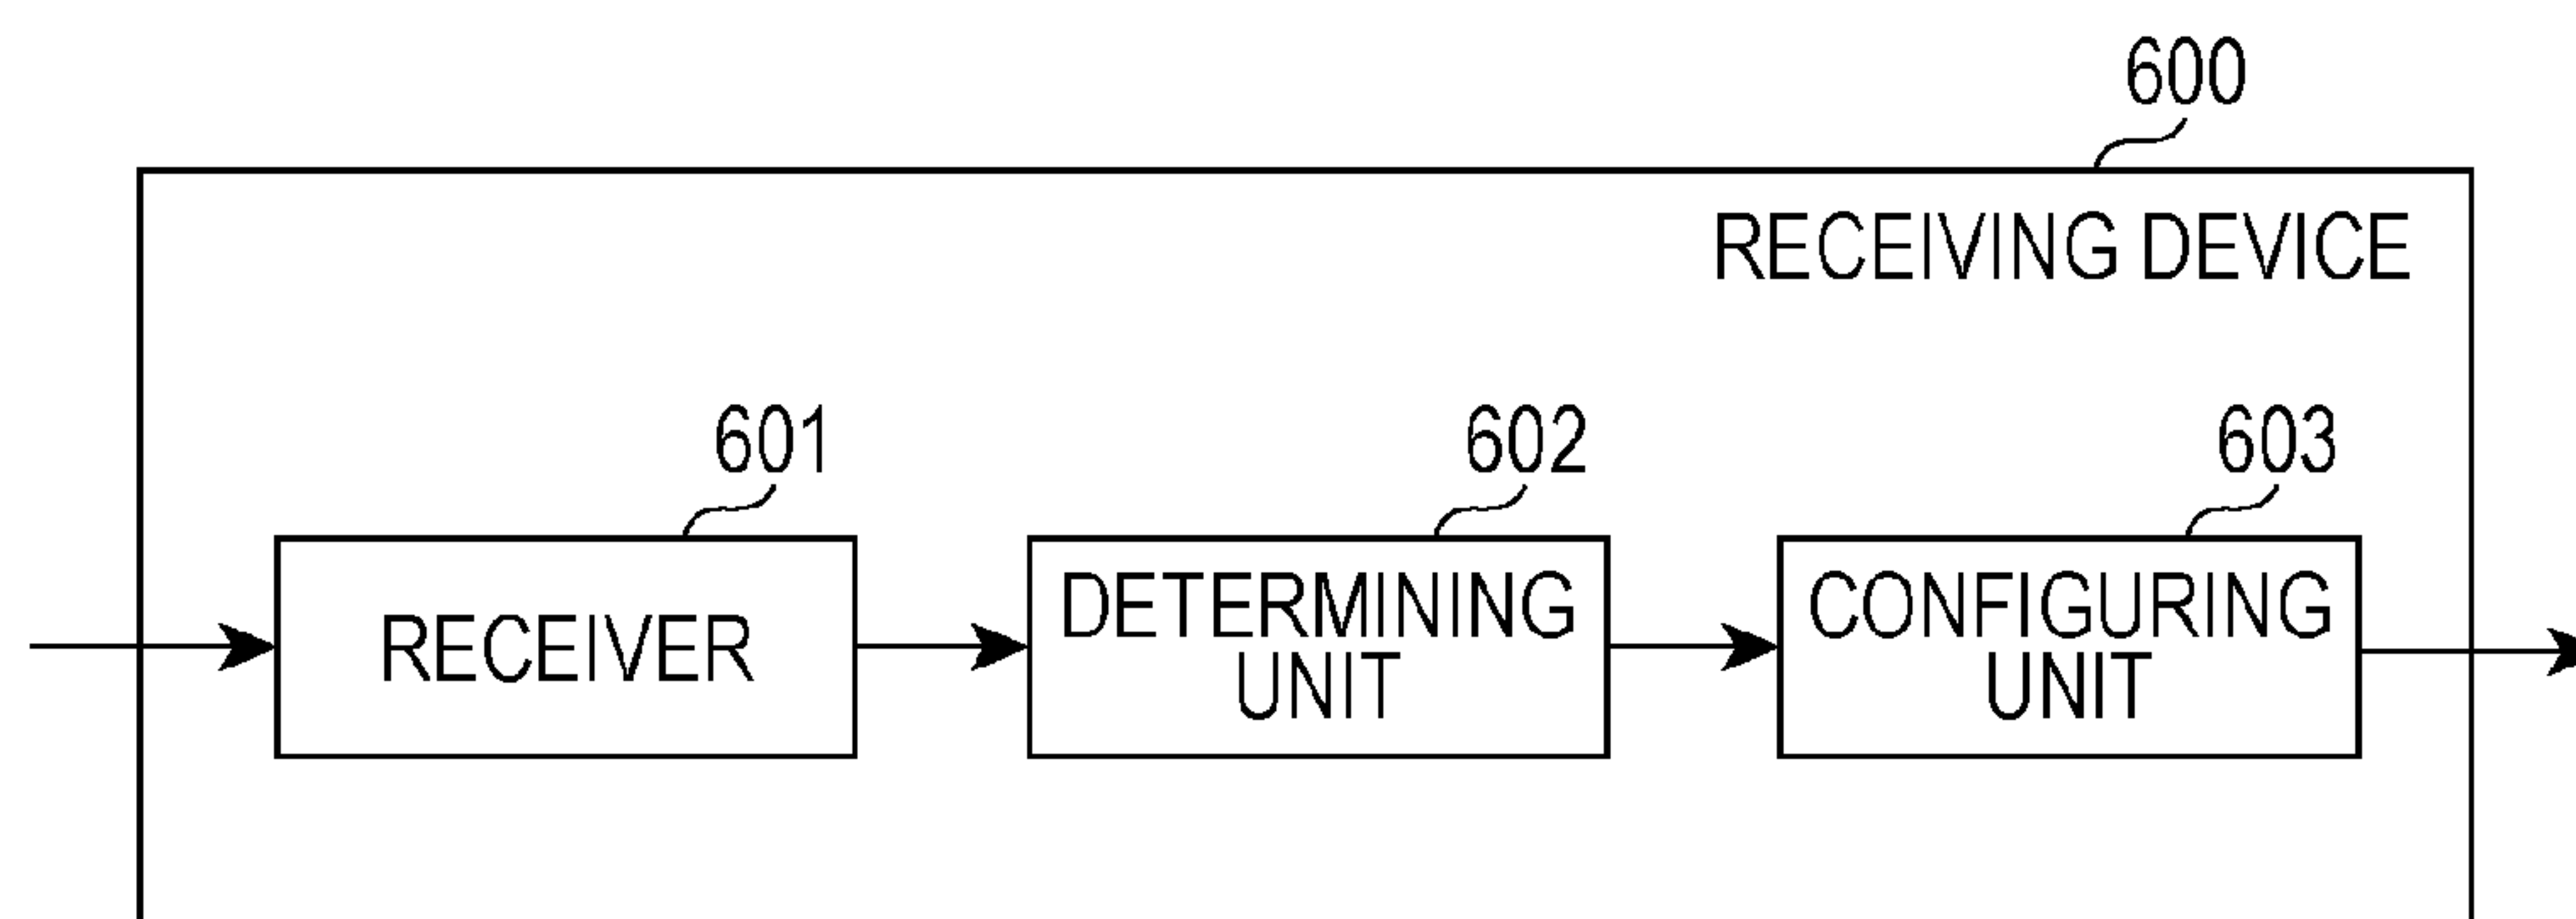 600
RECEIVING DEVICE
601
602
603
RECEIVER
DETERMINING
UNIT
CONFIGURING
UNIT